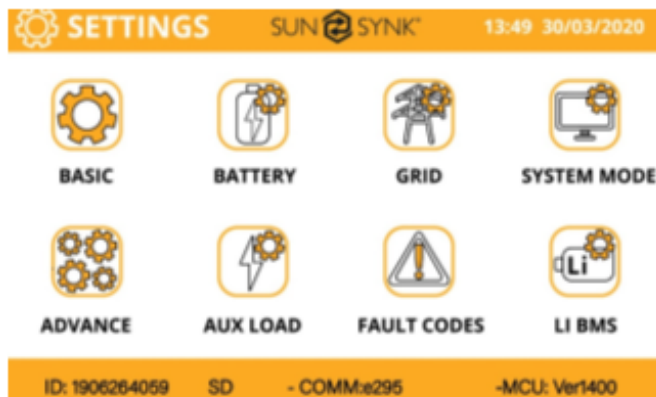 SETTINGS SUN SYNK® 13:49 30/03/2020
BASIC BATTERY GRID SYSTEM MODE
Li
ADVANCE AUX LOAD FAULT CODES LI BMS
ID: 1906264059 SD - COMM:e295 -MCU: Ver1400